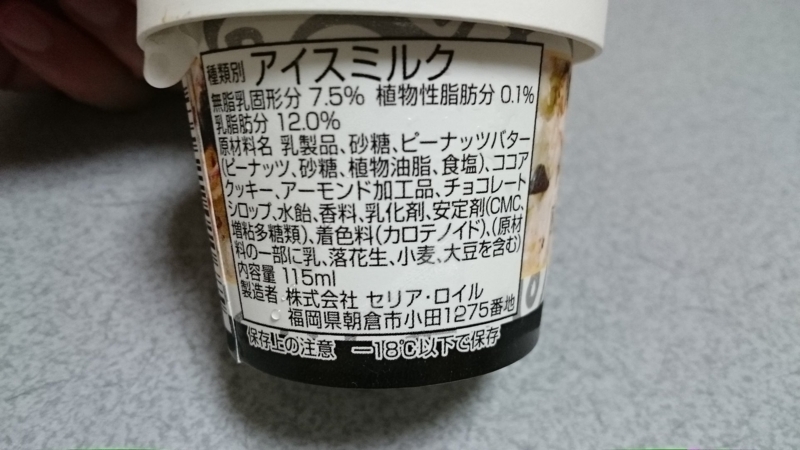 種類別 アイスミルク
無脂乳固形分 7.5% 植物性脂肪分 0.1%
乳脂肪分 12.0%
原材料名 乳製品、砂糖、ピーナッツバター
(ピーナッツ、砂糖、植物油脂、食塩)、ココア
クッキー、アーモンド加工品、チョコレート
シロップ、水飴、香料、乳化剤、安定剤(CMC、
増粘多糖類)、着色料(カロテノイド)、(原材
料の一部に乳、落花生、小麦、大豆を含む)
内容量 115ml
製造者 株式会社 セリア・ロイル
福岡県朝倉市小田1275番地
保存上の注意 －18℃以下で保存